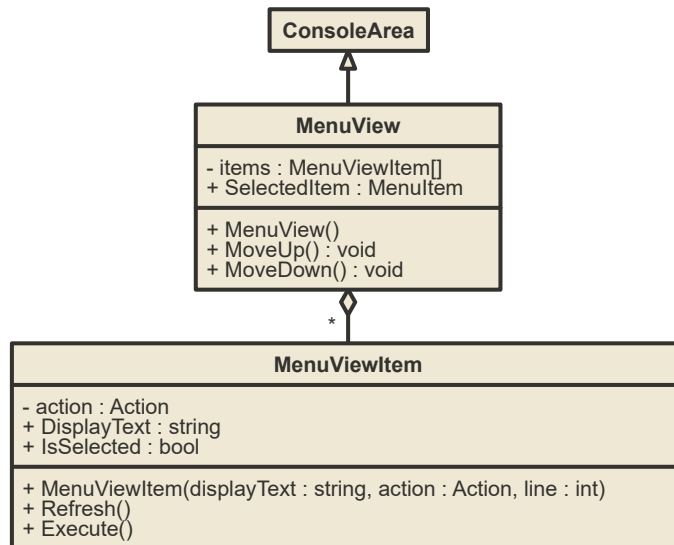 ConsoleArea
MenuView
- items : MenuViewItem[]
+ SelectedItem : MenuItem
+ MenuView()
+ MoveUp() : void
+ MoveDown() : void
*
MenuViewItem
- action : Action
+ DisplayText : string
+ IsSelected : bool
+ MenuViewItem(displayText : string, action : Action, line : int)
+ Refresh()
+ Execute()